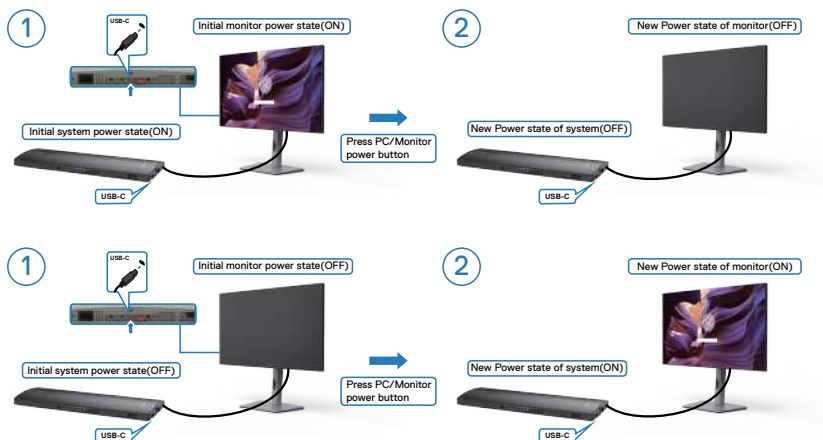 1
USB-C
Initial monitor power state(ON)
Initial system power state(ON)
USB-C
Press PC/Monitor
power button
2
New Power state of monitor(OFF)
New Power state of system(OFF)
USB-C
1
USB-C
Initial monitor power state(OFF)
Initial system power state(OFF)
USB-C
Press PC/Monitor
power button
2
New Power state of monitor(ON)
New Power state of system(ON)
USB-C